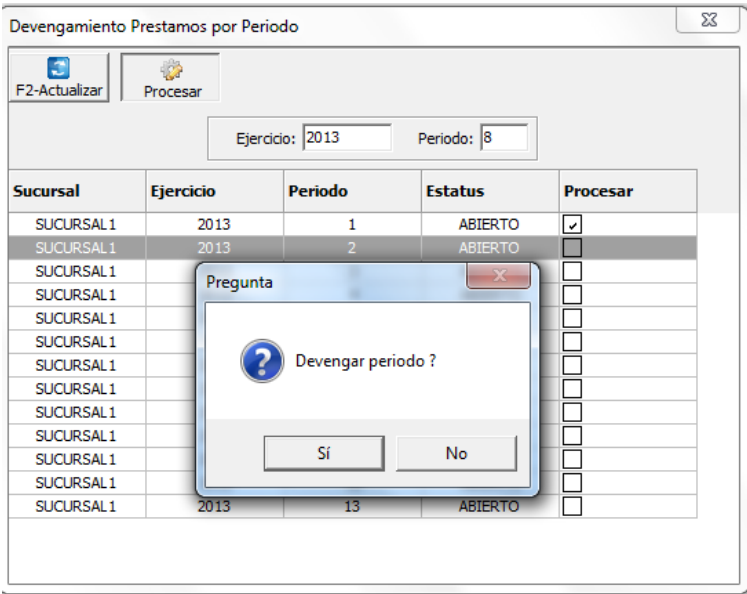 Devengamiento Prestamos por Periodo
F2-Actualizar Procesar
Ejercicio: 2013 Periodo: 8
Sucursal Ejercicio Periodo Estatus Procesar
SUCURSAL1 2013 1 ABIERTO
SUCURSAL1 2013 2 ABIERTO
SUCURSAL1
SUCURSAL1
SUCURSAL1
SUCURSAL1
SUCURSAL1
SUCURSAL1
SUCURSAL1
SUCURSAL1
SUCURSAL1
SUCURSAL1
SUCURSAL1 2013 13 ABIERTO
Pregunta
Devengar periodo ?
Sí No